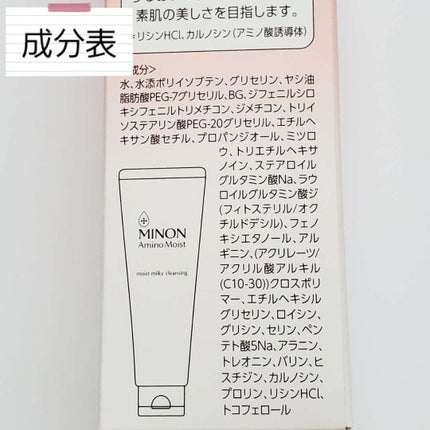 素肌の美しさを目指します。
成分表
*リシンHCl、カルノシン(アミノ酸誘導体)
成分>
水、水添ポリイソブテン、グリセリン、ヤシ油
脂肪酸PEG-7グリセリル、BG、ジフェニルシロ
キシフェニルトリメチコン、ジメチコン、トリイ
ソステアリン酸PEG-20グリセリル、エチルヘ
キサン酸セチル、プロパンジオール、ミツロ
ウ、トリエチルヘキサ
ノイン、ステアロイル
グルタミン酸Na、ラウ
ロイルグルタミン酸ジ
(フィトステリル/オク
チルドデシル)、フェノ
キシエタノール、アル
ギニン、(アクリレーツ/
アクリル酸アルキル
(C10-30))クロスポリ
マー、エチルヘキシル
グリセリン、ロイシン、
グリシン、セリン、ペン
テト酸5Na、アラニン、
トレオニン、バリン、ヒ
スチジン、カルノシン、
プロリン、リシンHCl、
トコフェロール
MINON
Amino Moist
moist milky cleansing